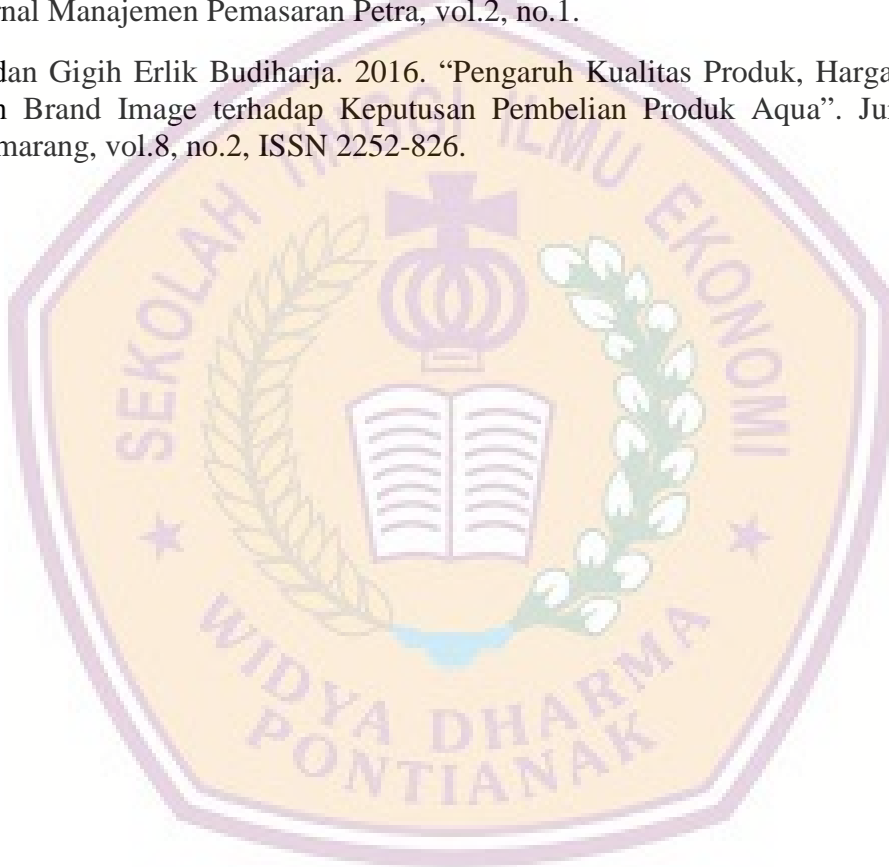 rnal Manajemen Pemasaran Petra, vol.2, no.1.
dan Gigih Erlik Budiharja. 2016. “Pengaruh Kualitas Produk, Harga
Brand Image terhadap Keputusan Pembelian Produk Aqua”. Ju
marang, vol.8, no.2, ISSN 2252-826.
SEKOLAH TINGGI ILMU EKONOMI
WIDYA DHARMA
PONTIANAK